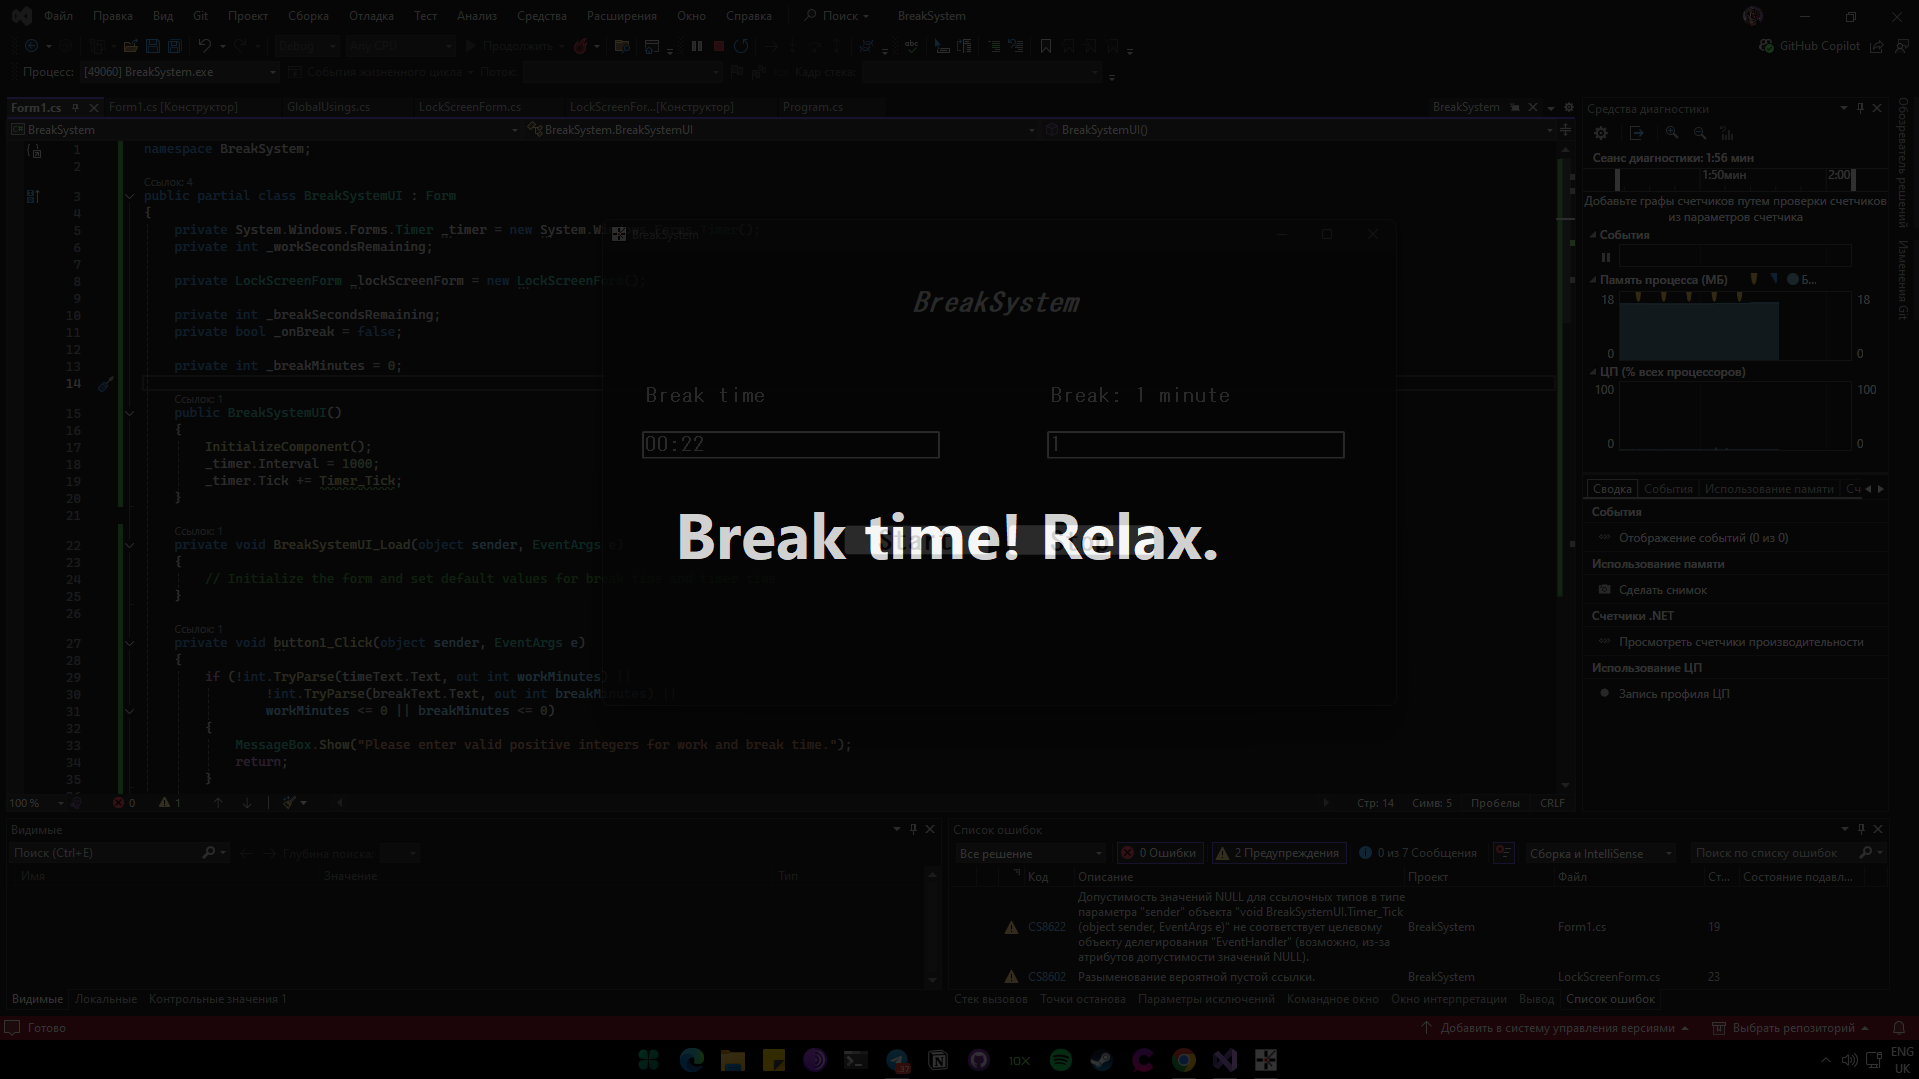 Файл Правка Вид Git Проект Сборка Отладка Тест Анализ Средства Расширения Окно Справка Поиск BreakSystem
Debug Any CPU Продолжить GitHub Copilot
Процесс: [49060] BreakSystem.exe События жизненного цикла Поток: Кадр стека:
Form1.cs Form1.cs [Конструктор] GlobalUsings.cs LockScreenForm.cs LockScreenFor...[Конструктор] Program.cs BreakSystem
BreakSystem BreakSystem.BreakSystemUI BreakSystemUI()
1 namespace BreakSystem;
2
Ссылок: 4
3 public partial class BreakSystemUI : Form
4 {
5 private System.Windows.Forms.Timer _timer = new System.Wi
6 private int _workSecondsRemaining;
7
8 private LockScreenForm _lockScreenForm = new LockScreenForm();
9
10 private int _breakSecondsRemaining;
11 private bool _onBreak = false;
12
13 private int _breakMinutes = 0;
14
Ссылок: 1
15 public BreakSystemUI()
16 {
17 InitializeComponent();
18 _timer.Interval = 1000;
19 _timer.Tick += Timer_Tick;
20 }
21
Ссылок: 1
22 private void BreakSystemUI_Load(object sender, EventArgs e)
23 {
24 // Initialize the form and set default values for break time and timer time
25 }
26
Ссылок: 1
27 private void button1_Click(object sender, EventArgs e)
28 {
29 if (!int.TryParse(timeText.Text, out int workMinutes) ||
30 !int.TryParse(breakText.Text, out int breakMinutes) ||
31 workMinutes <= 0 || breakMinutes <= 0)
32 {
33 MessageBox.Show("Please enter valid positive integers for work and break time.");
34 return;
35 }
BreakSystem
BreakSystem
Break time Break: 1 minute
00:22 1
Start Stop
Break time! Relax.
100 % 0 1 Стр: 14 Симв: 5 Пробелы CRLF
Средства диагностики
Сеанс диагностики: 1:56 мин
1:50мин 2:00
Добавьте графы счетчиков путем проверки счетчиков
из параметров счетчика
События
Память процесса (МБ) Б...
18 18
0 0
ЦП (% всех процессоров)
100 100
0 0
Сводка События Использование памяти Сч
События
Отображение событий (0 из 0)
Использование памяти
Сделать снимок
Счетчики .NET
Просмотреть счетчики производительности
Использование ЦП
Запись профиля ЦП
Обозреватель решений
Изменения Git
Видимые
Поиск (Ctrl+E) Глубина поиска:
Имя Значение Тип
Видимые Локальные Контрольные значения 1
Список ошибок
Все решение 0 Ошибки 2 Предупреждения 0 из 7 Сообщения Сборка и IntelliSense Поиск по списку ошибок
Код Описание Проект Файл Ст... Состояние подавл...
Допустимость значений NULL для ссылочных типов в типе
параметра "sender" объекта "void BreakSystemUI.Timer_Tick
CS8622 (object sender, EventArgs e)" не соответствует целевому BreakSystem Form1.cs 19
объекту делегирования "EventHandler" (возможно, из-за
атрибутов допустимости значений NULL).
CS8602 Разыменование вероятной пустой ссылки. BreakSystem LockScreenForm.cs 23
Стек вызовов Точки останова Параметры исключений Командное окно Окно интерпретации Вывод Список ошибок
Готово Добавить в систему управления версиями Выбрать репозиторий
37 10X ENG
UK